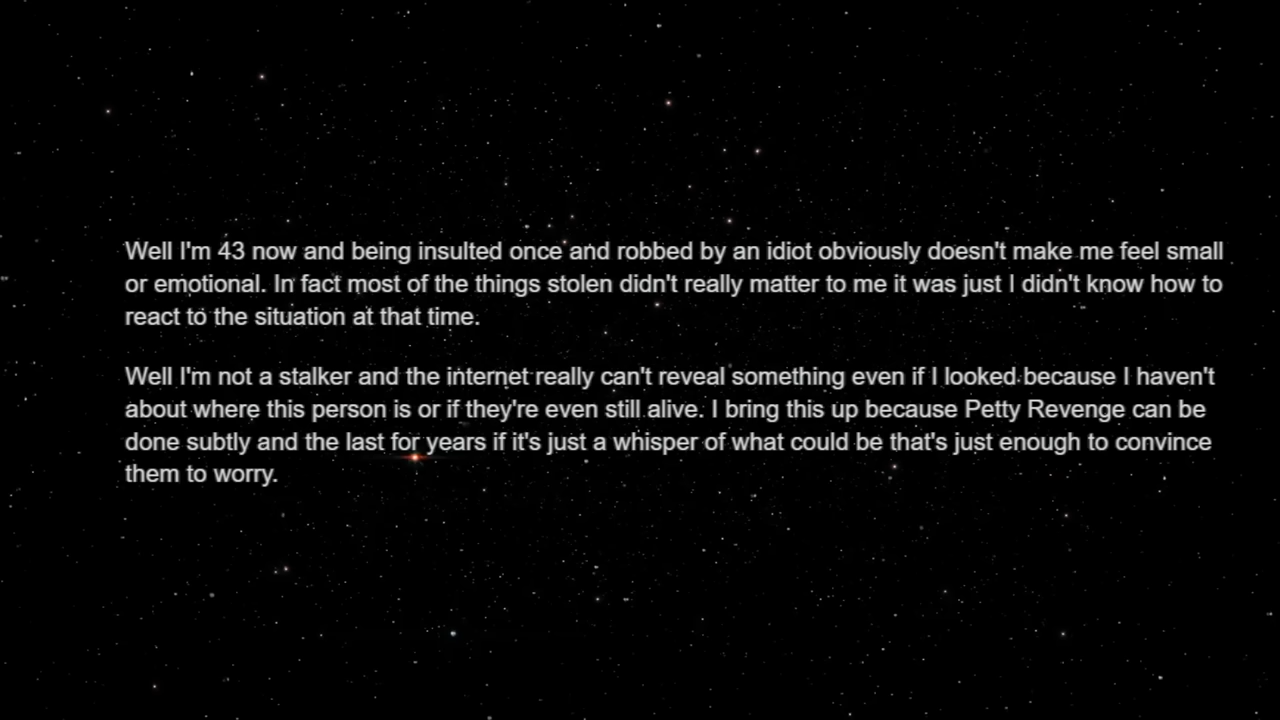 Well I'm 43 now and being insulted once and robbed by an idiot obviously doesn't make me feel small
or emotional. In fact most of the things stolen didn't really matter to me it was just I didn't know how to
react to the situation at that time.
Well I'm not a stalker and the internet really can't reveal something even if I looked because I haven't
about where this person is or if they're even still alive. I bring this up because Petty Revenge can be
done subtly and the last for years if it's just a whisper of what could be that's just enough to convince
them to worry.